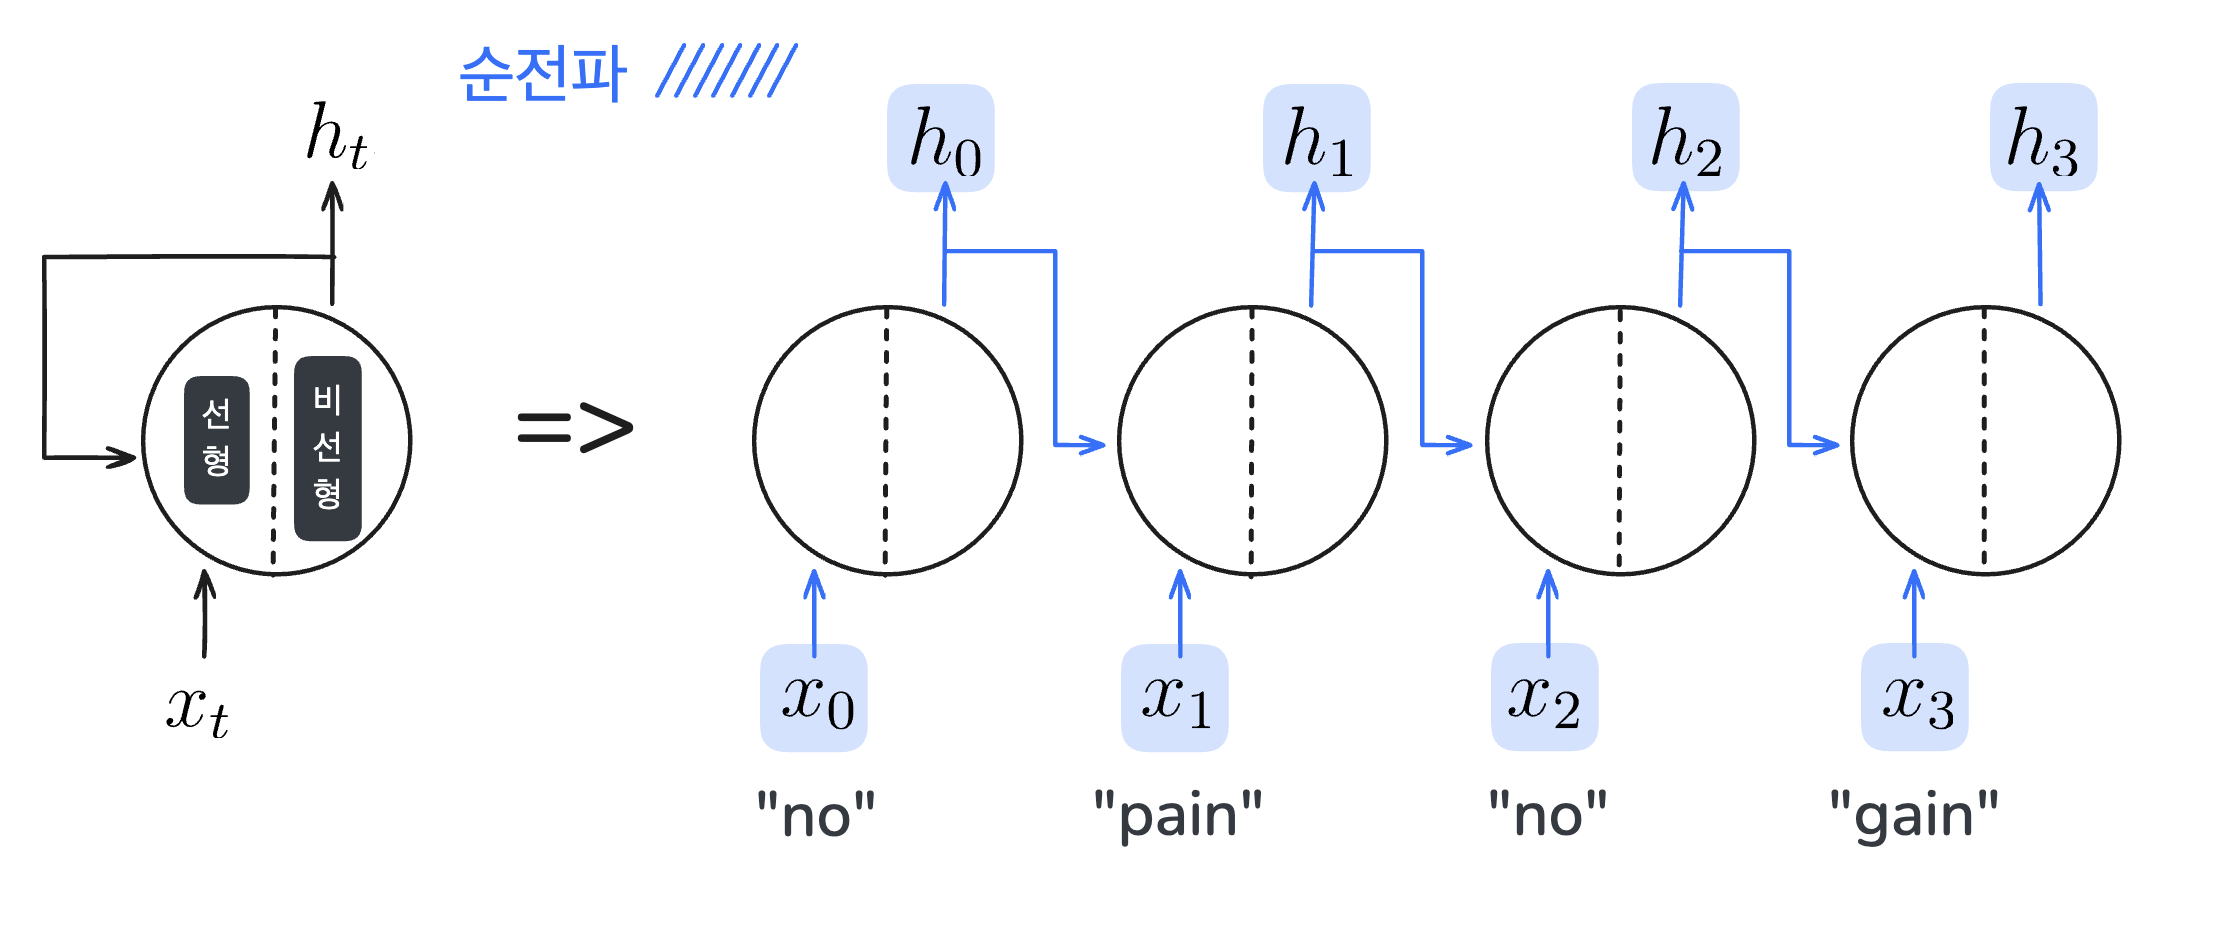 순전파
h_t
h_0 h_1 h_2 h_3
선형
비선형
=>
x_t
x_0 x_1 x_2 x_3
"no" "pain" "no" "gain"